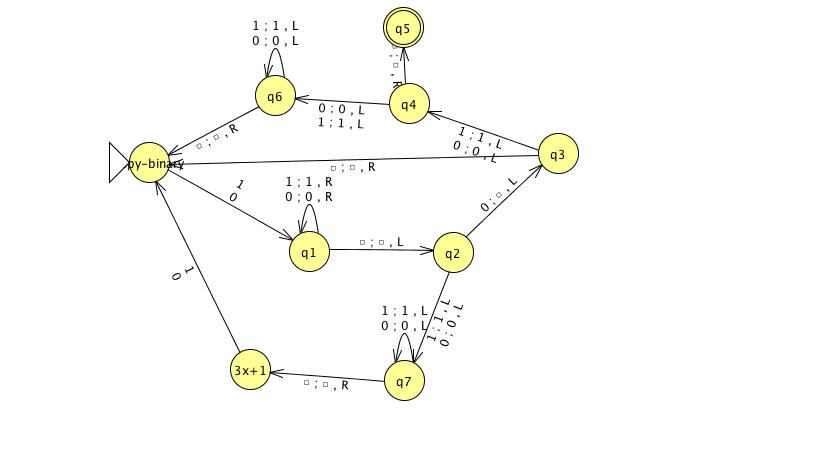 q5
1 ; 1 , L
0 ; 0 , L
□ ; □ , R
q6
q4
0 ; 0 , L
1 ; 1 , L
□ ; □ , R
1 ; 1 , L
0 ; 0 , L
q3
py-binary
□ ; □ , R
1
0
1 ; 1 , R
0 ; 0 , R
0 ; □ , L
q1
□ ; □ , L
q2
1
0
1 ; 1 , L
0 ; 0 , L
1 ; 1 , L
0 ; 0 , L
3x+1
□ ; □ , R
q7